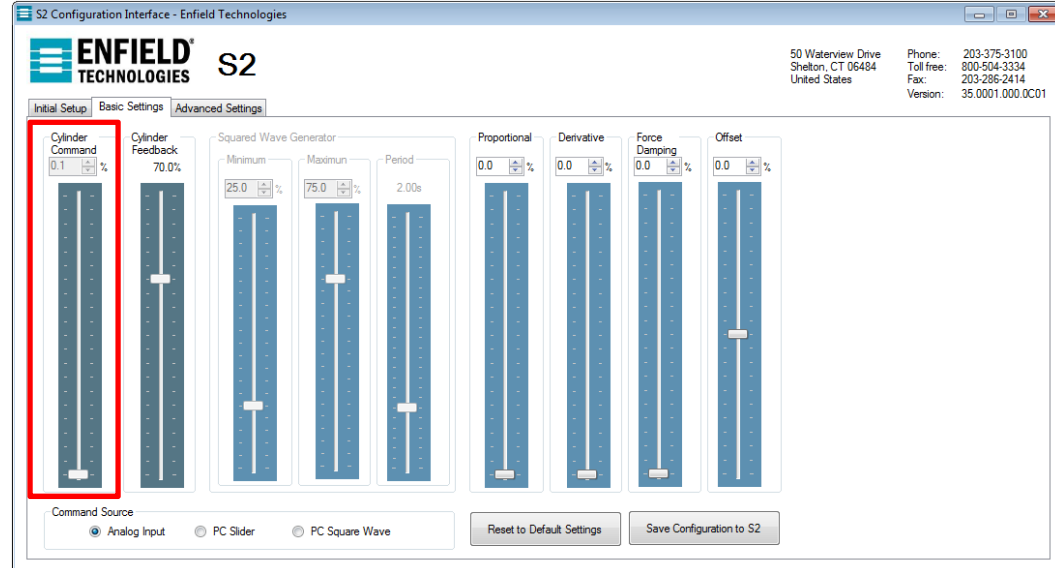 S2 Configuration Interface - Enfield Technologies
ENFIELD®
TECHNOLOGIES
S2
50 Waterview Drive
Shelton, CT 06484
United States
Phone: 203-375-3100
Toll free: 800-504-3334
Fax: 203-286-2414
Version: 35.0001.000.0C01
Initial Setup Basic Settings Advanced Settings
Cylinder
Command
0.1 %
Cylinder
Feedback
70.0%
Squared Wave Generator
Minimum
25.0 %
Maximun
75.0 %
Period
2.00s
Proportional
0.0 %
Derivative
0.0 %
Force
Damping
0.0 %
Offset
0.0 %
Command Source
Analog Input PC Slider PC Square Wave
Reset to Default Settings
Save Configuration to S2